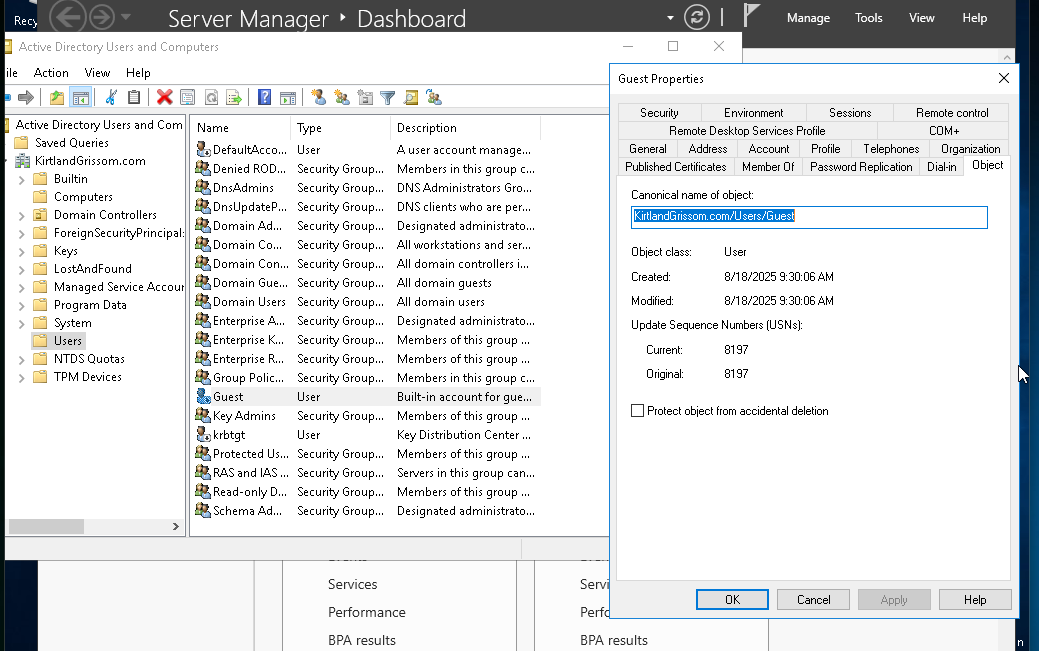 Recy
Server Manager
Dashboard
Manage
Tools
View
Help
Active Directory Users and Computers
ile
Action
View
Help
Active Directory Users and Com
Saved Queries
KirtlandGrissom.com
Builtin
Computers
Domain Controllers
ForeignSecurityPrincipal:
Keys
LostAndFound
Managed Service Accour
Program Data
System
Users
NTDS Quotas
TPM Devices
Name Type Description
DefaultAcco... User A user account manage...
Denied ROD... Security Group... Members in this group c...
DnsAdmins Security Group... DNS Administrators Gro...
DnsUpdateP... Security Group... DNS clients who are per...
Domain Ad... Security Group... Designated administrato...
Domain Co... Security Group... All workstations and ser...
Domain Con... Security Group... All domain controllers i...
Domain Gue... Security Group... All domain guests
Domain Users Security Group... All domain users
Enterprise A... Security Group... Designated administrato...
Enterprise K... Security Group... Members of this group ...
Enterprise R... Security Group... Members of this group ...
Group Polic... Security Group... Members in this group c...
Guest User Built-in account for gue...
Key Admins Security Group... Members of this group ...
krbtgt User Key Distribution Center ...
Protected Us... Security Group... Members of this group ...
RAS and IAS ... Security Group... Servers in this group can...
Read-only D... Security Group... Members of this group ...
Schema Ad... Security Group... Designated administrato...
Guest Properties
Security Environment Sessions Remote control
Remote Desktop Services Profile COM+
General Address Account Profile Telephones Organization
Published Certificates Member Of Password Replication Dial-in Object
Canonical name of object:
KirtlandGrissom.com/Users/Guest
Object class: User
Created: 8/18/2025 9:30:06 AM
Modified: 8/18/2025 9:30:06 AM
Update Sequence Numbers (USNs):
Current: 8197
Original: 8197
Protect object from accidental deletion
OK Cancel Apply Help
Services
Performance
BPA results
Servi
Perfo
BPA results
n